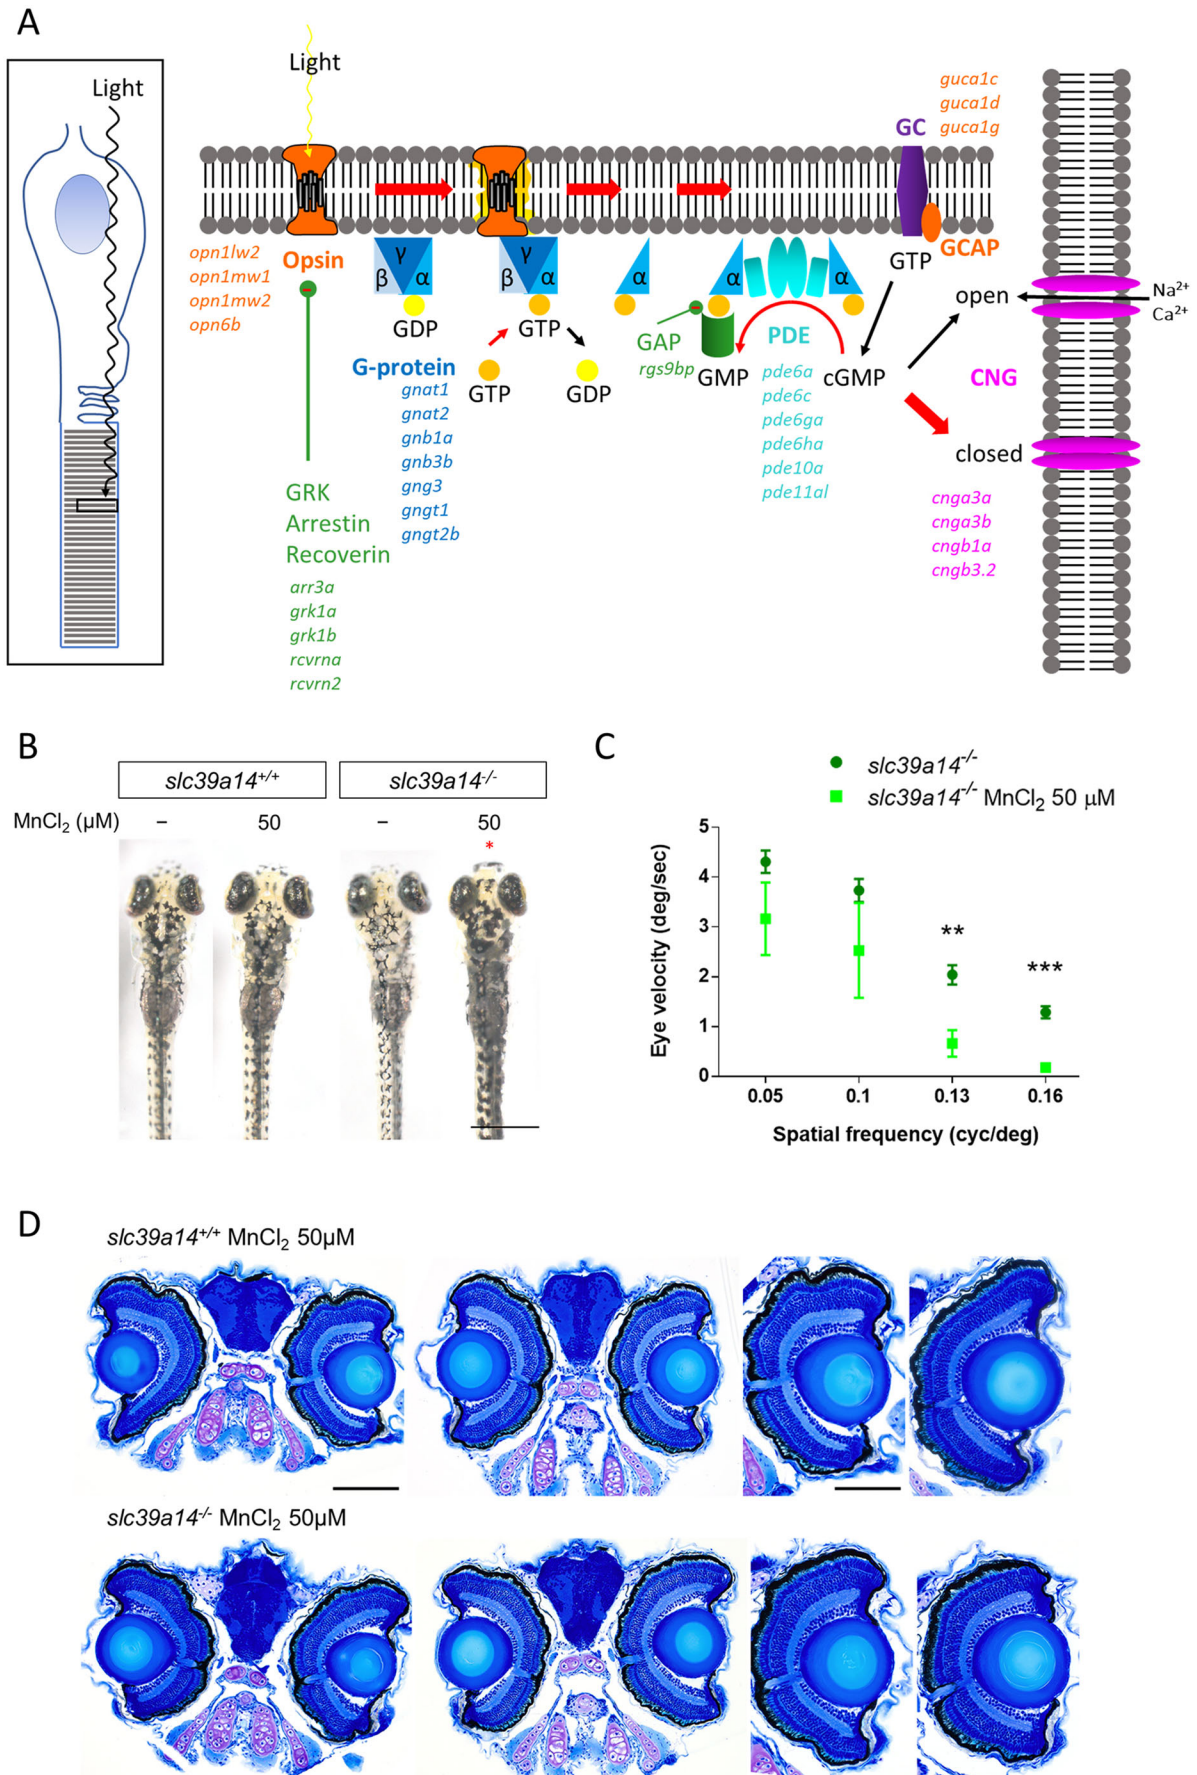 A
Light
Light
guca1c
guca1d
guca1g
GC
opn1lw2
opn1mw1
opn1mw2
opn6b
Opsin
γ
β
α
GDP
γ
β
α
GTP
GTP
GDP
G-protein
gnat1
gnat2
gnb1a
gnb3b
gng3
gngt1
gngt2b
α
α
α
GAP
rgs9bp
GMP
PDE
cGMP
pde6a
pde6c
pde6ga
pde6ha
pde10a
pde11al
GTP
GCAP
open
Na²⁺
Ca²⁺
CNG
closed
cnga3a
cnga3b
cngb1a
cngb3.2
GRK
Arrestin
Recoverin
arr3a
grk1a
grk1b
rcvrna
rcvrn2
B
slc39a14⁺/⁺ slc39a14⁻/⁻
MnCl₂ (µM) – 50 – 50
*
C
slc39a14⁻/⁻
slc39a14⁻/⁻ MnCl₂ 50 µM
Eye velocity (deg/sec)
5
4
3
2
1
0
**
***
0.05 0.1 0.13 0.16
Spatial frequency (cyc/deg)
D
slc39a14⁺/⁺ MnCl₂ 50µM
slc39a14⁻/⁻ MnCl₂ 50µM